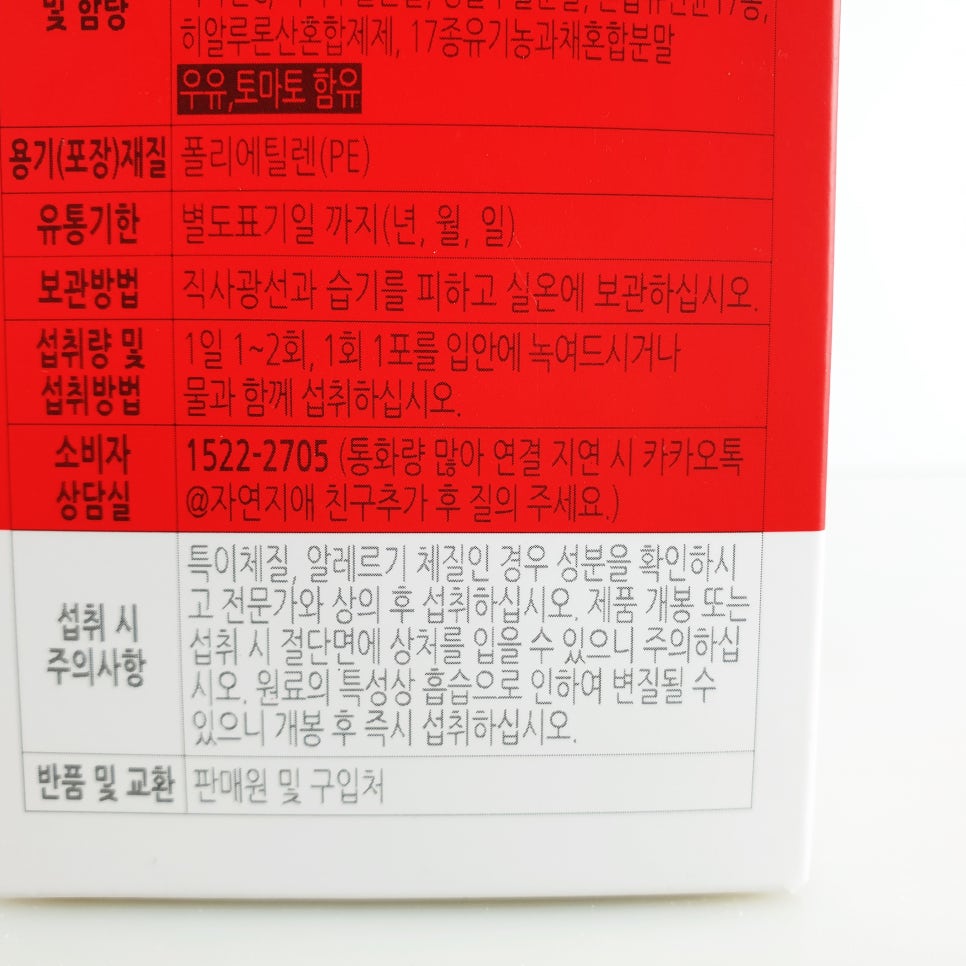 및 함량
히알루론산혼합제제, 17종유기농과채혼합분말
우유,토마토 함유
용기(포장)재질 폴리에틸렌(PE)
유통기한 별도표기일 까지(년, 월, 일)
보관방법 직사광선과 습기를 피하고 실온에 보관하십시오.
섭취량 및 1일 1~2회, 1회 1포를 입안에 녹여드시거나
섭취방법 물과 함께 섭취하십시오.
소비자 1522-2705 (통화량 많아 연결 지연 시 카카오톡
상담실 @자연지애 친구추가 후 질의 주세요.)
특이체질, 알레르기 체질인 경우 성분을 확인하시
고 전문가와 상의 후 섭취하십시오. 제품 개봉 또는
섭취 시 섭취 시 절단면에 상처를 입을 수 있으니 주의하십
주의사항 시오. 원료의 특성상 흡습으로 인하여 변질될 수
있으니 개봉 후 즉시 섭취하십시오.
반품 및 교환 판매원 및 구입처